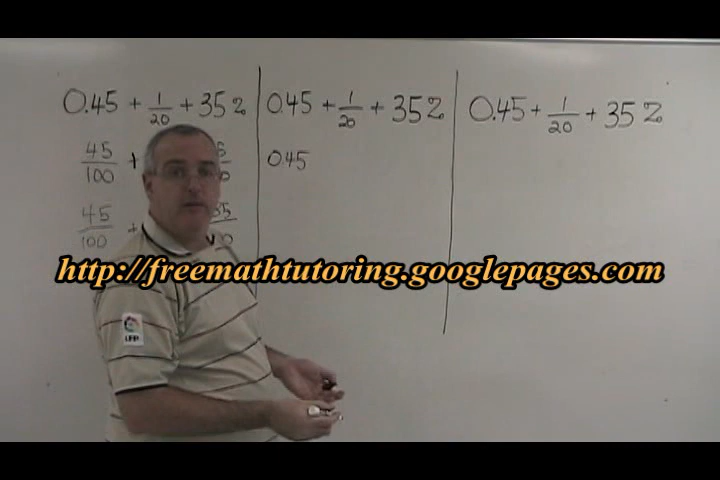 0.45 + 1/20 + 35%
45/100 +
45/100 + 35
0.45 + 1/20 + 35%
0.45
0.45 + 1/20 + 35%
http://freemathtutoring.googlepages.com
LFP